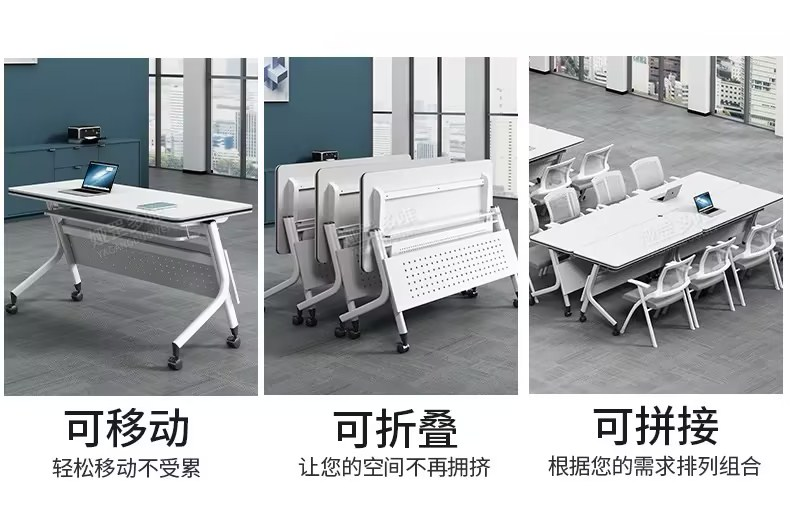 可移动
轻松移动不受累
可折叠
让您的空间不再拥挤
可拼接
根据您的需求排列组合